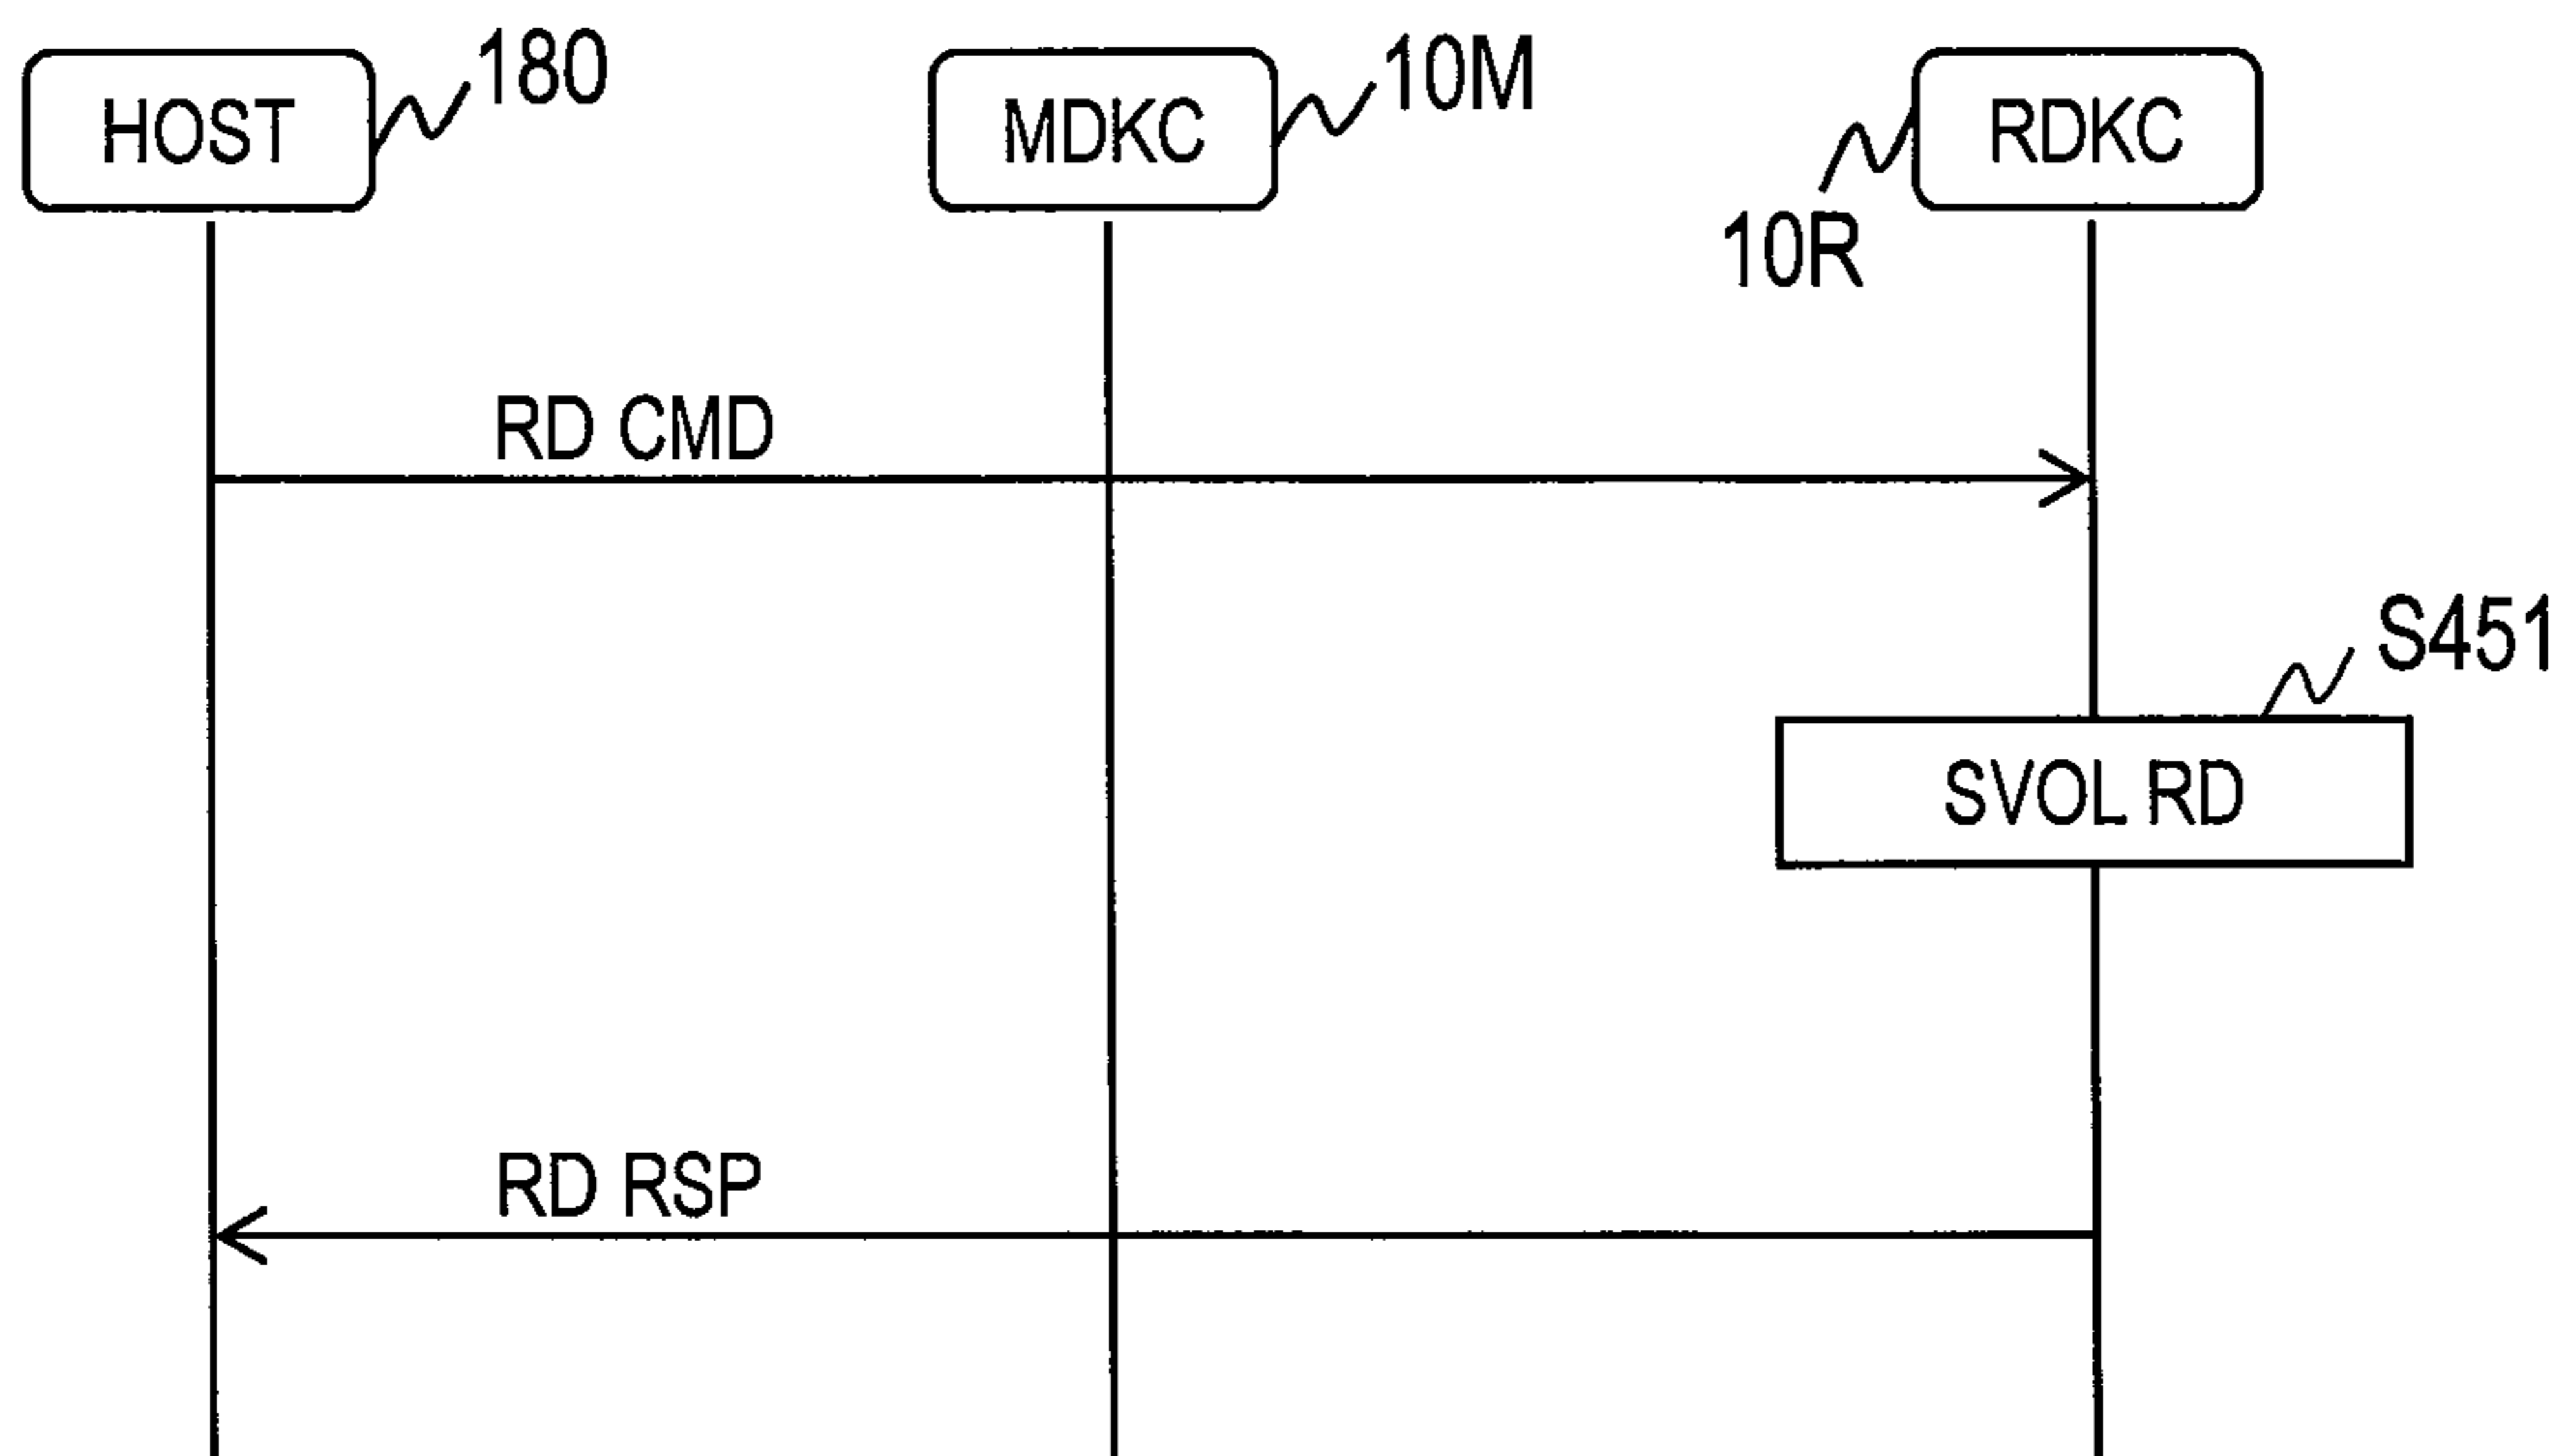 HOST
180
MDKC
10M
RDKC
10R
RD CMD
S451
SVOL RD
RD RSP